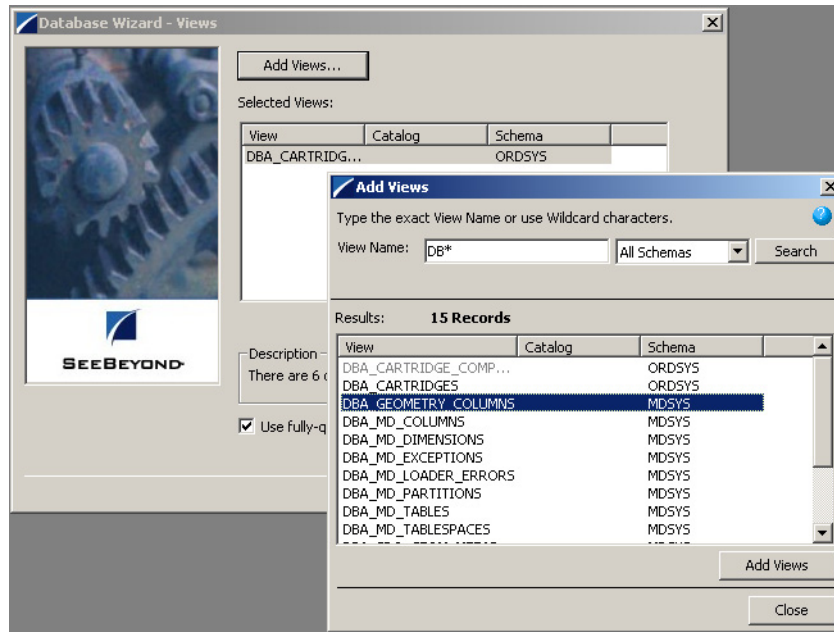 Database Wizard - Views
Add Views...
Selected Views:
View Catalog Schema
DBA_CARTRIDG... ORDSYS
SEEBEYOND
Description
There are 6
Use fully-q
Add Views
Type the exact View Name or use Wildcard characters.
View Name: DB* All Schemas Search
Results: 15 Records
View Catalog Schema
DBA_CARTRIDGE_COMP... ORDSYS
DBA_CARTRIDGES ORDSYS
DBA_GEOMETRY_COLUMNS MDSYS
DBA_MD_COLUMNS MDSYS
DBA_MD_DIMENSIONS MDSYS
DBA_MD_EXCEPTIONS MDSYS
DBA_MD_LOADER_ERRORS MDSYS
DBA_MD_PARTITIONS MDSYS
DBA_MD_TABLES MDSYS
DBA_MD_TABLESPACES MDSYS
Add Views
Close